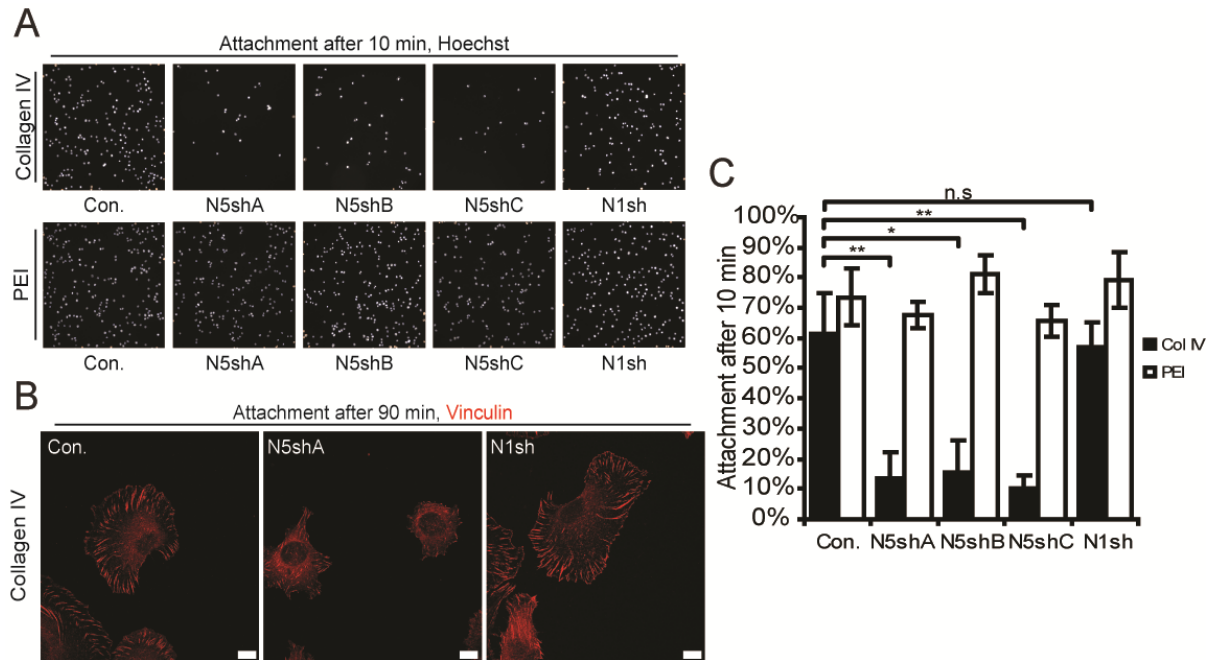 A
Attachment after 10 min, Hoechst
Collagen IV
Con.
N5shA
N5shB
N5shC
N1sh
PEI
Con.
N5shA
N5shB
N5shC
N1sh
B
Attachment after 90 min, Vinculin
Collagen IV
Con.
N5shA
N1sh
C
n.s
**
*
**
Attachment after 10 min
100%
90%
80%
70%
60%
50%
40%
30%
20%
10%
0%
Con.
N5shA
N5shB
N5shC
N1sh
Col IV
PEI